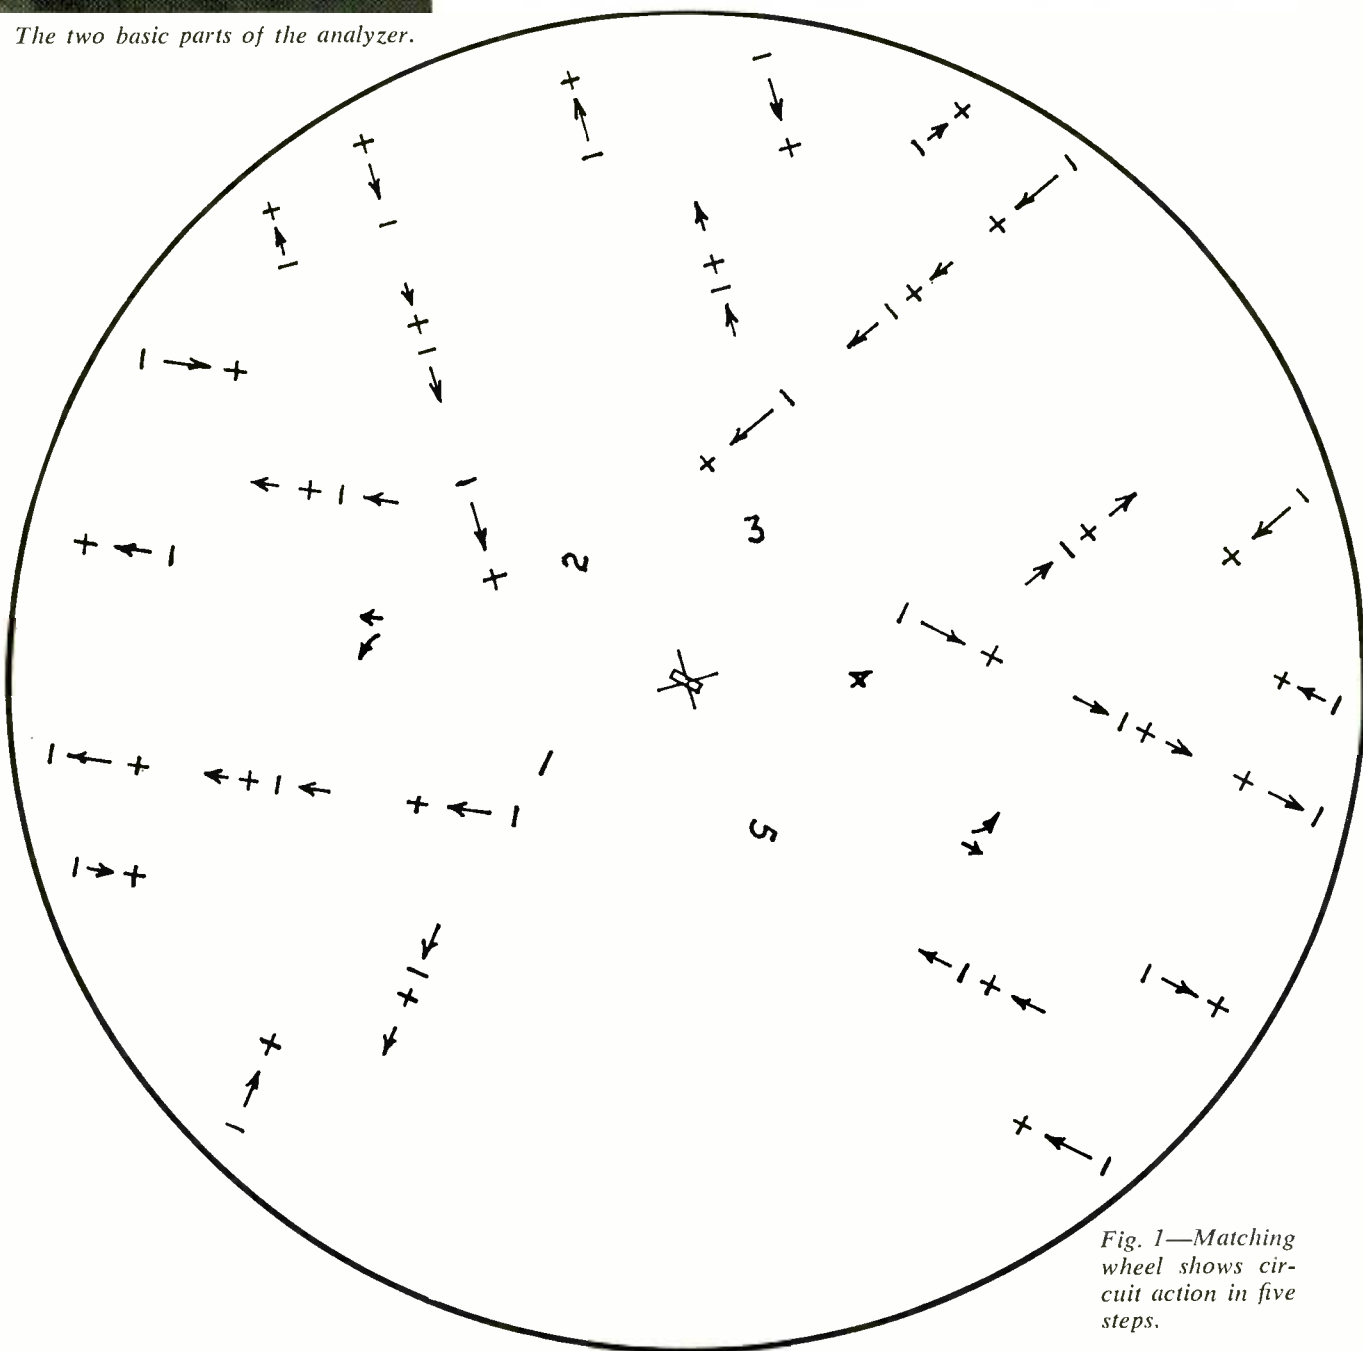 The two basic parts of the analyzer.
3
2
4
1
5
Fig. 1—Matching
wheel shows cir-
cuit action in five
steps.